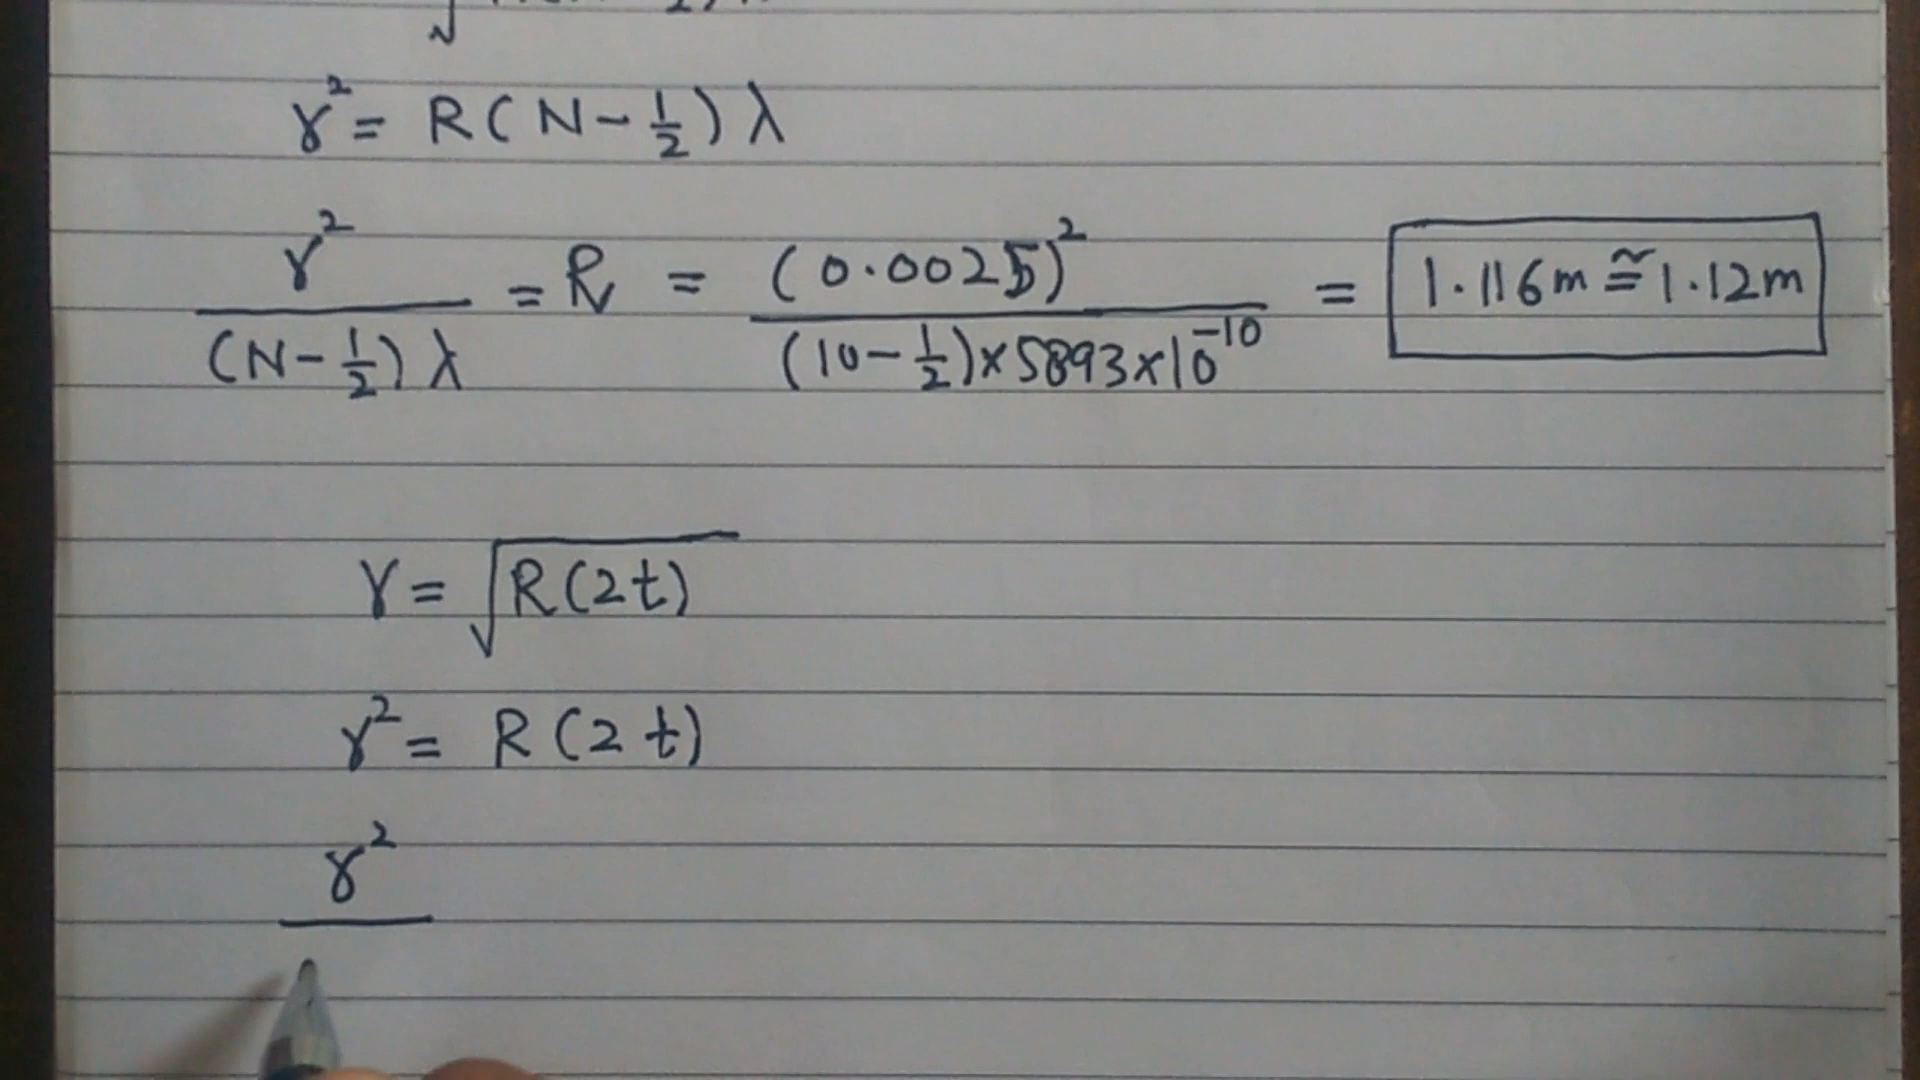 r² = R(N - 1/2) λ
r² / (N - 1/2) λ = R = (0.0025)² / (10 - 1/2) × 5893 × 10⁻¹⁰ = 1.116m ≅ 1.12m
r = √R(2t)
r² = R(2t)
r²